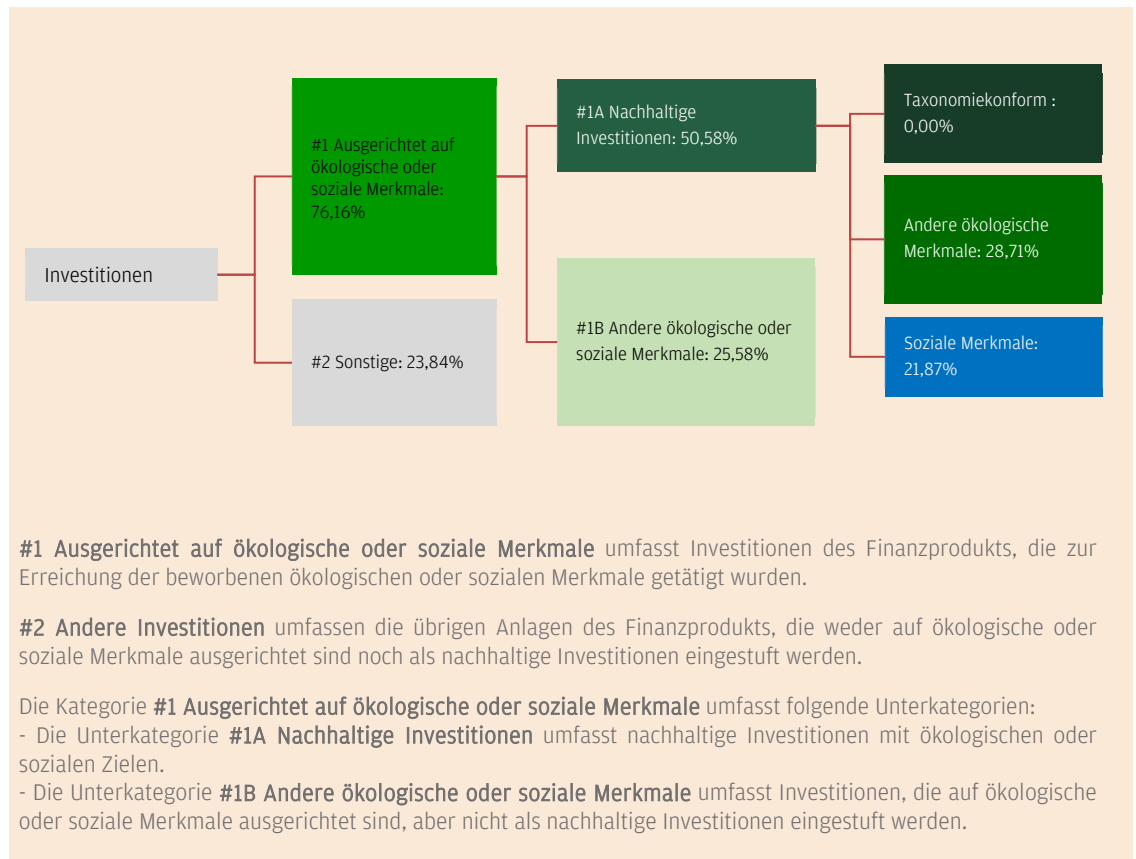 Investitionen
#1 Ausgerichtet auf
ökologische oder
soziale Merkmale:
76,16%
#2 Sonstige: 23,84%
#1A Nachhaltige
Investitionen: 50,58%
#1B Andere ökologische oder
soziale Merkmale: 25,58%
Taxonomiekonform :
0,00%
Andere ökologische
Merkmale: 28,71%
Soziale Merkmale:
21,87%
#1 Ausgerichtet auf ökologische oder soziale Merkmale umfasst Investitionen des Finanzprodukts, die zur
Erreichung der beworbenen ökologischen oder sozialen Merkmale getätigt wurden.
#2 Andere Investitionen umfassen die übrigen Anlagen des Finanzprodukts, die weder auf ökologische oder
soziale Merkmale ausgerichtet sind noch als nachhaltige Investitionen eingestuft werden.
Die Kategorie #1 Ausgerichtet auf ökologische oder soziale Merkmale umfasst folgende Unterkategorien:
- Die Unterkategorie #1A Nachhaltige Investitionen umfasst nachhaltige Investitionen mit ökologischen oder
sozialen Zielen.
- Die Unterkategorie #1B Andere ökologische oder soziale Merkmale umfasst Investitionen, die auf ökologische
oder soziale Merkmale ausgerichtet sind, aber nicht als nachhaltige Investitionen eingestuft werden.